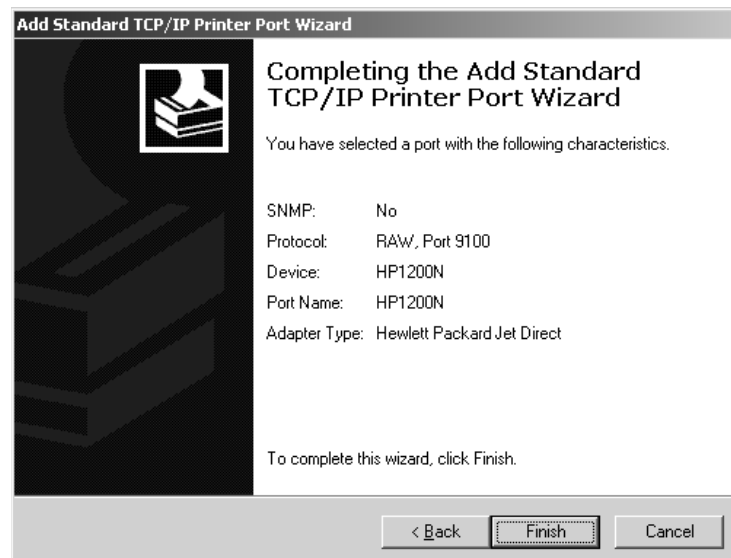 Add Standard TCP/IP Printer Port Wizard
Completing the Add Standard
TCP/IP Printer Port Wizard
You have selected a port with the following characteristics.
SNMP: No
Protocol: RAW, Port 9100
Device: HP1200N
Port Name: HP1200N
Adapter Type: Hewlett Packard Jet Direct
To complete this wizard, click Finish.
< Back Finish Cancel